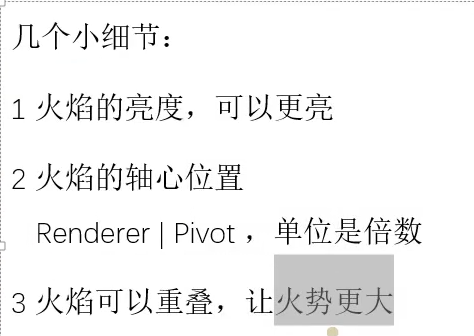 几个小细节：
1 火焰的亮度，可以更亮
2 火焰的轴心位置
Renderer | Pivot ，单位是倍数
3 火焰可以重叠，让火势更大